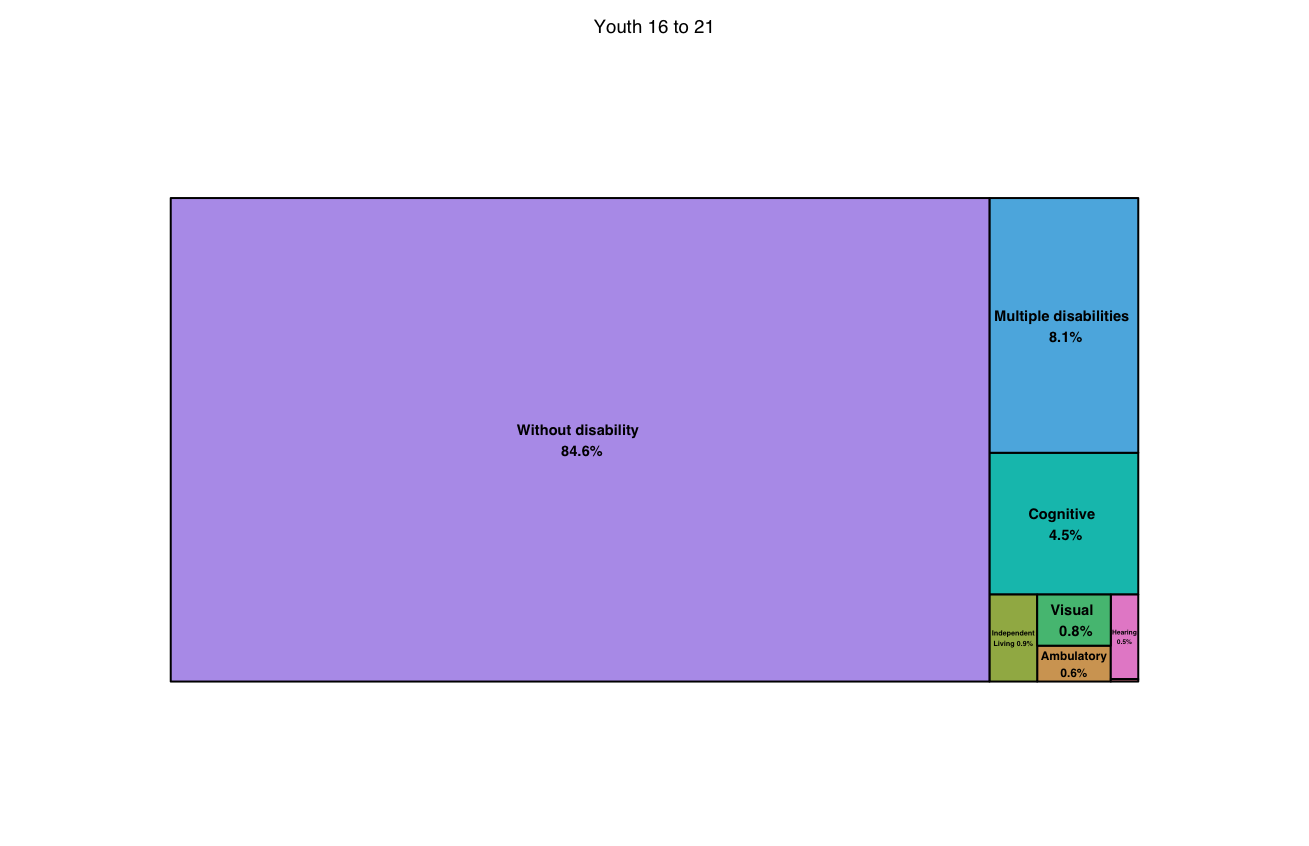 Youth 16 to 21
Without disability
84.6%
Multiple disabilities
8.1%
Cognitive
4.5%
Independent
Living 0.9%
Visual
0.8%
Ambulatory
0.6%
Hearing
0.5%